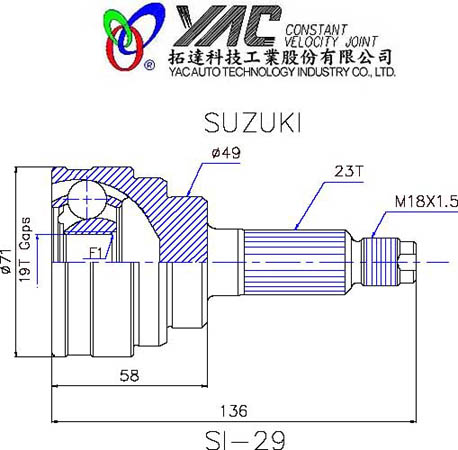 YAC CONSTANT
VELOCITY JOINT
®
拓達科技工業股份有限公司
YAC AUTO TECHNOLOGY INDUSTRY CO., LTD.
SUZUKI
ø49
23T
M18X1.5
ø71
19T Gaps
F1
58
136
SI-29